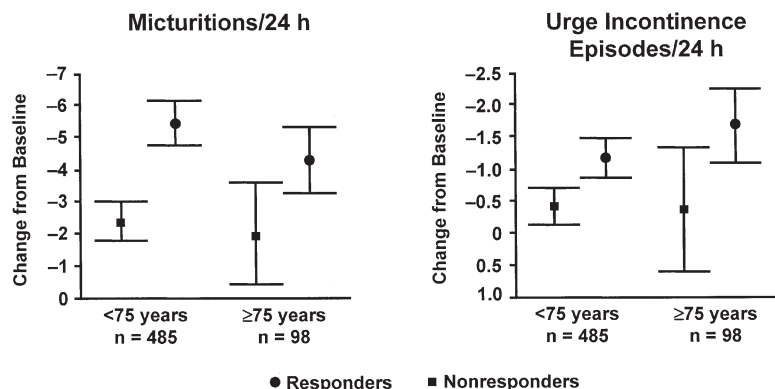 Micturitions/24 h
Change from Baseline
–7
–6
–5
–4
–3
–2
–1
0
<75 years
n = 485
≥75 years
n = 98
Urge Incontinence
Episodes/24 h
Change from Baseline
–2.5
–2.0
–1.5
–1.0
–0.5
0
0.5
1.0
<75 years
n = 485
≥75 years
n = 98
● Responders
■ Nonresponders